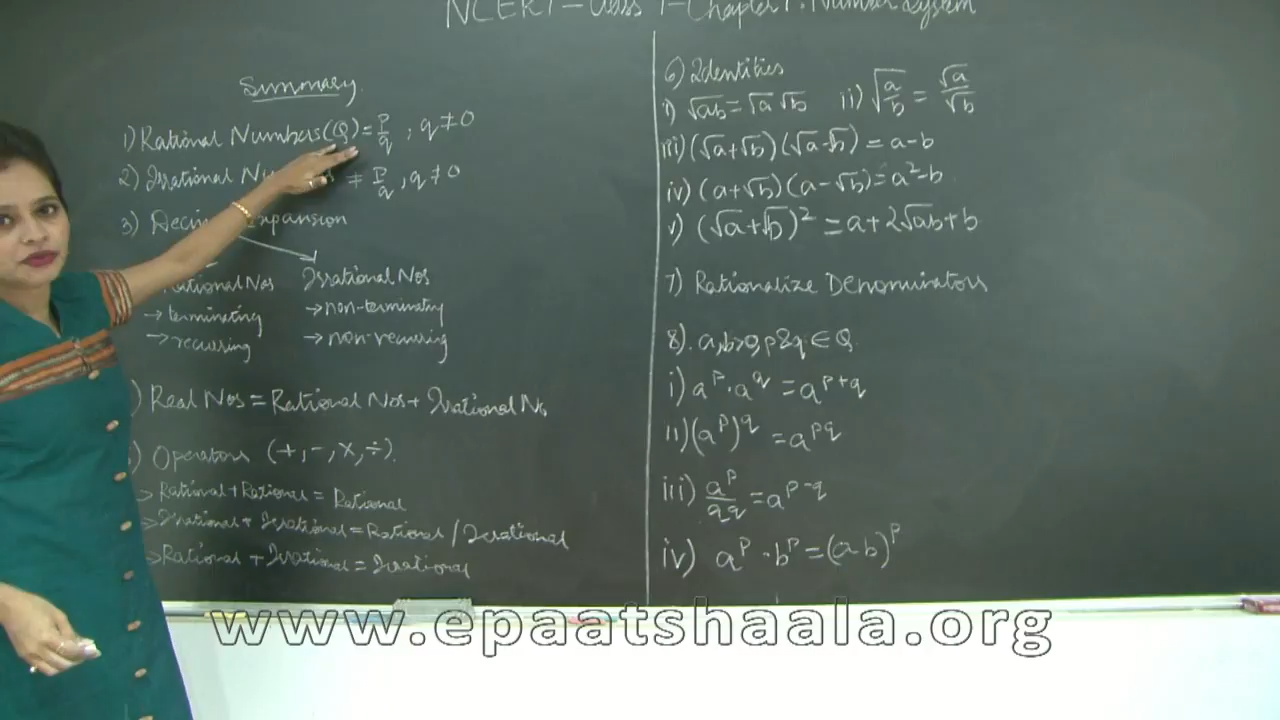 NCERT - Class 9 - Chapter 1: Number System
Summary
1) Rational Numbers (Q) = p/q , q ≠ 0
2) Irrational ≠ p/q , q ≠ 0
3) Expansion
Irrational Nos
Nos
→ terminating
→ non-terminating
→ recurring
→ non-recurring
) Real Nos = Rational Nos + Irrational Nos
) Operators (+, -, ×, ÷).
> Rational + Rational = Rational
> Irrational + Irrational = Rational / Irrational
> Rational + Irrational = Irrational
6) Identities
i) √ab = √a √b ii) √(a/b) = √a/√b
iii) (√a+√b)(√a-√b) = a-b
iv) (a+√b)(a-√b) = a²-b
v) (√a+√b)² = a+2√ab+b
7) Rationalize Denominators
8). a,b>0, p & q ∈ Q
i) a^p . a^q = a^(p+q)
ii) (a^p)^q = a^(pq)
iii) a^p/a^q = a^(p-q)
iv) a^p . b^p = (ab)^p
www.epaatshaala.org